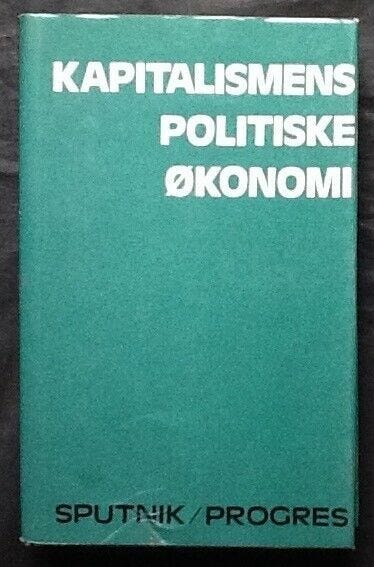 KAPITALISMENS
POLITISKE
ØKONOMI
SPUTNIK/PROGRES